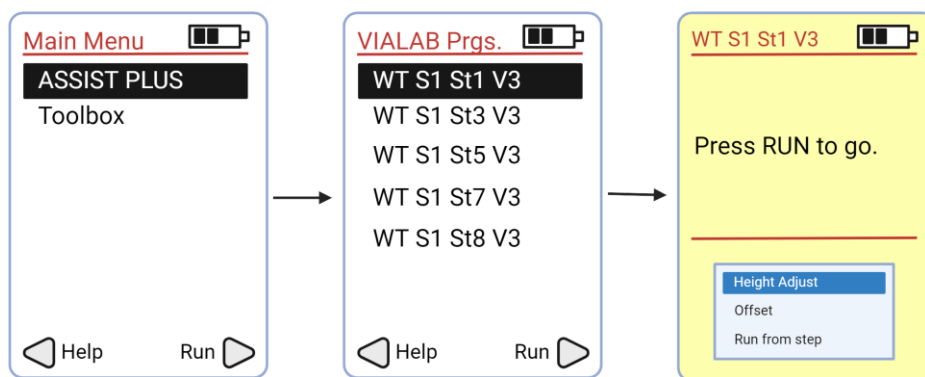 Main Menu
ASSIST PLUS
Toolbox
Help
Run
VIALAB Prgs.
WT S1 St1 V3
WT S1 St3 V3
WT S1 St5 V3
WT S1 St7 V3
WT S1 St8 V3
Help
Run
WT S1 St1 V3
Press RUN to go.
Height Adjust
Offset
Run from step